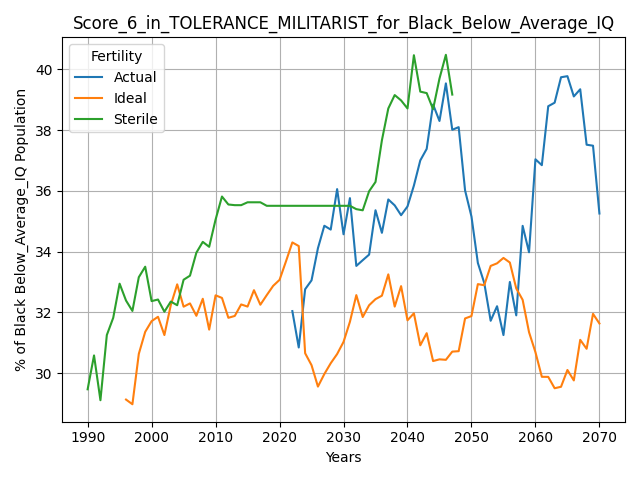 Score_6_in_TOLERANCE_MILITARIST_for_Black_Below_Average_IQ
Fertility
Actual
Ideal
Sterile
% of Black Below_Average_IQ Population
40
38
36
34
32
30
1990 2000 2010 2020 2030 2040 2050 2060 2070
Years